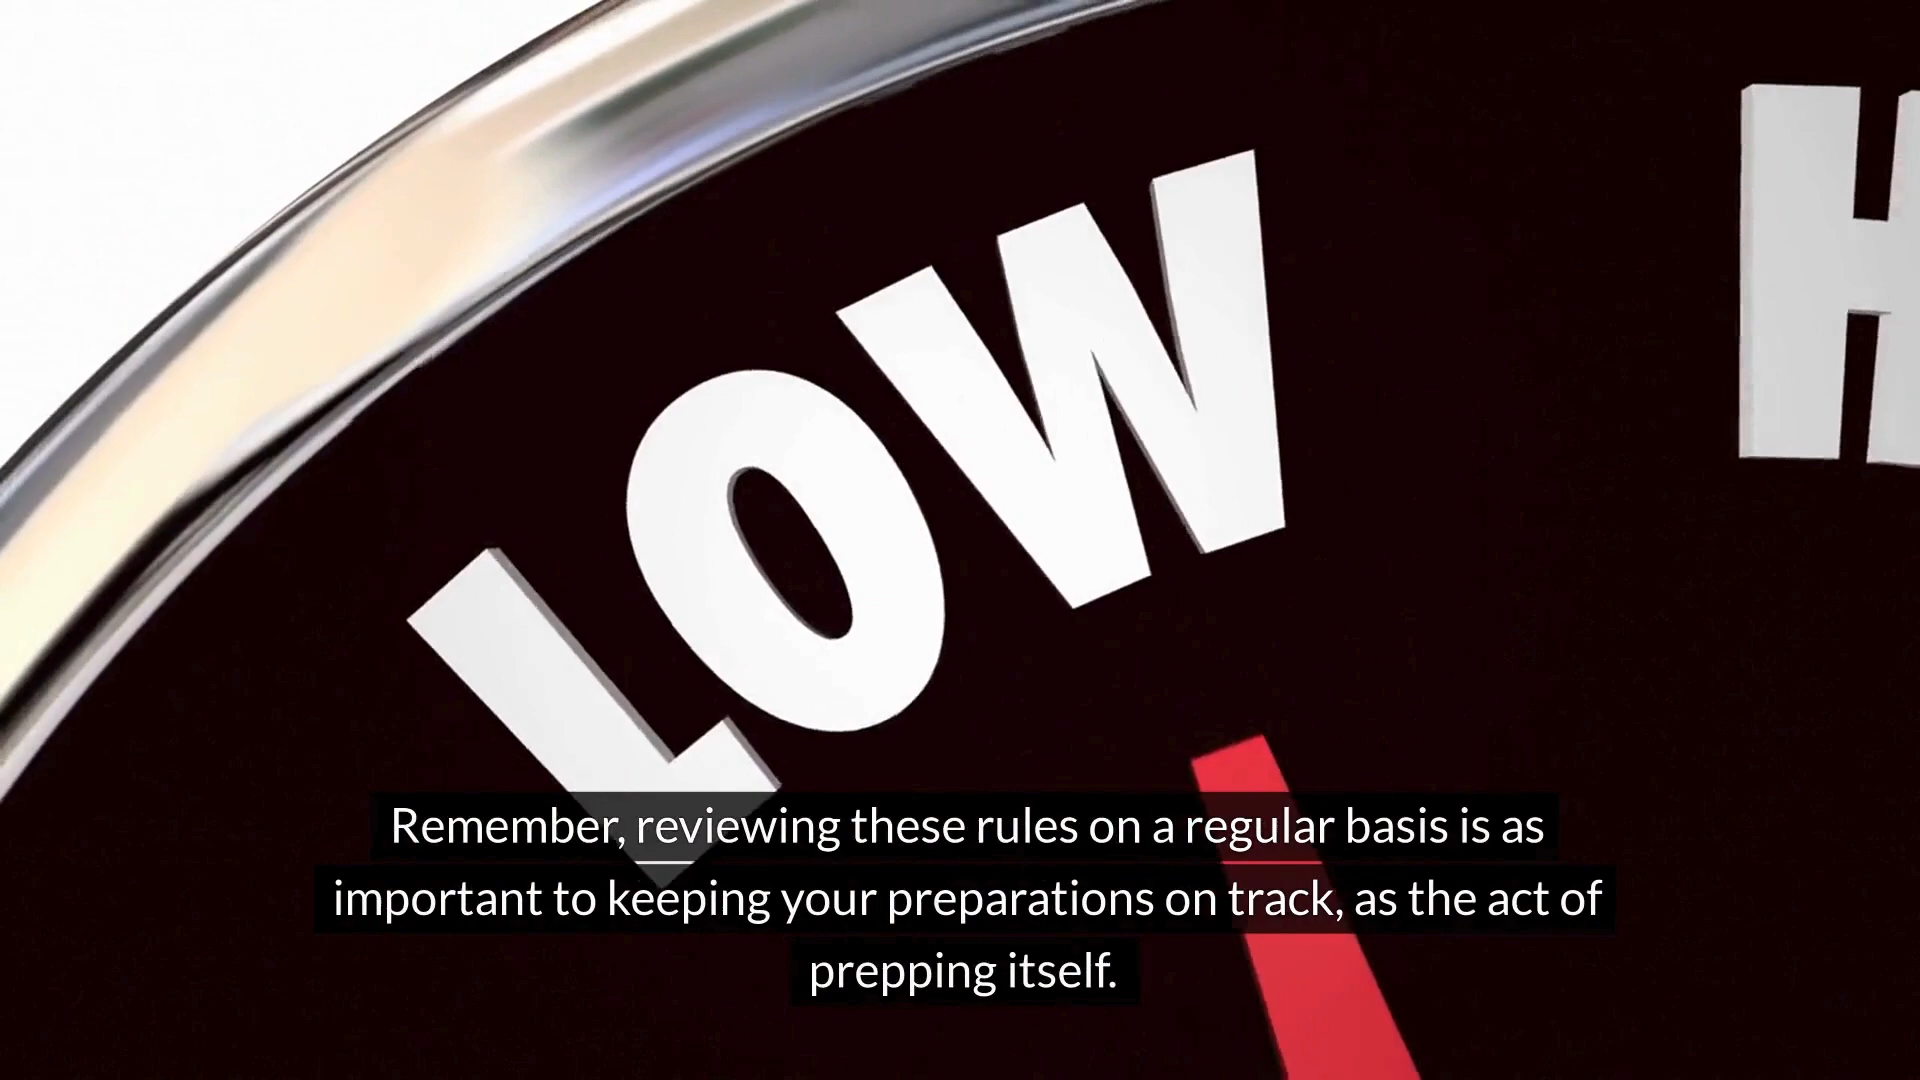 LOW
H
Remember, reviewing these rules on a regular basis is as
important to keeping your preparations on track, as the act of
prepping itself.